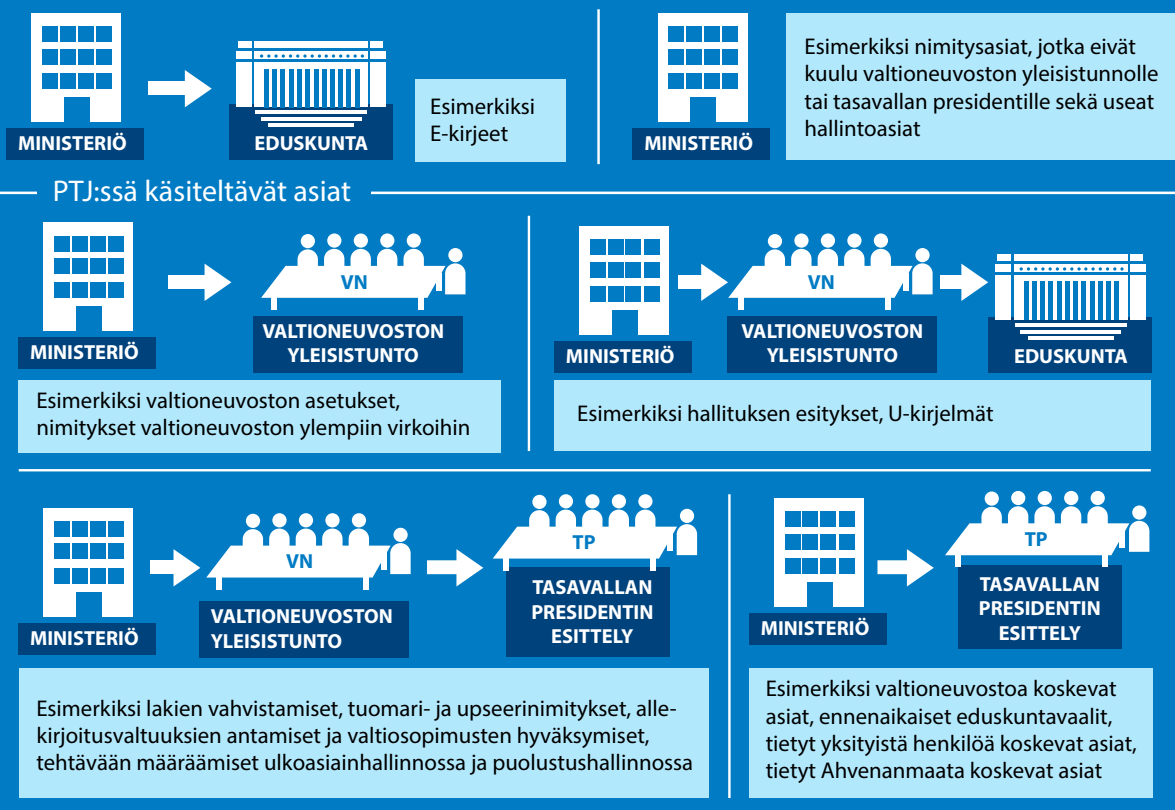 MINISTERIÖ
EDUSKUNTA
Esimerkiksi
E-kirjeet
MINISTERIÖ
Esimerkiksi nimitysasiat, jotka eivät
kuulu valtioneuvoston yleisistunnolle
tai tasavallan presidentille sekä useat
hallintoasiat
PTJ:ssä käsiteltävät asiat
MINISTERIÖ
VN
VALTIONEUVOSTON
YLEISISTUNTO
Esimerkiksi valtioneuvoston asetukset,
nimitykset valtioneuvoston ylempiin virkoihin
MINISTERIÖ
VN
VALTIONEUVOSTON
YLEISISTUNTO
EDUSKUNTA
Esimerkiksi hallituksen esitykset, U-kirjelmät
MINISTERIÖ
VN
VALTIONEUVOSTON
YLEISISTUNTO
TP
TASAVALLAN
PRESIDENTIN
ESITTELY
Esimerkiksi lakien vahvistamiset, tuomari- ja upseerinimitykset, alle-
kirjoitusvaltuuksien antamiset ja valtiosopimusten hyväksymiset,
tehtävään määräämiset ulkoasiainhallinnossa ja puolustushallinnossa
MINISTERIÖ
TP
TASAVALLAN
PRESIDENTIN
ESITTELY
Esimerkiksi valtioneuvostoa koskevat
asiat, ennenaikaiset eduskuntavaalit,
tietyt yksityistä henkilöä koskevat asiat,
tietyt Ahvenanmaata koskevat asiat